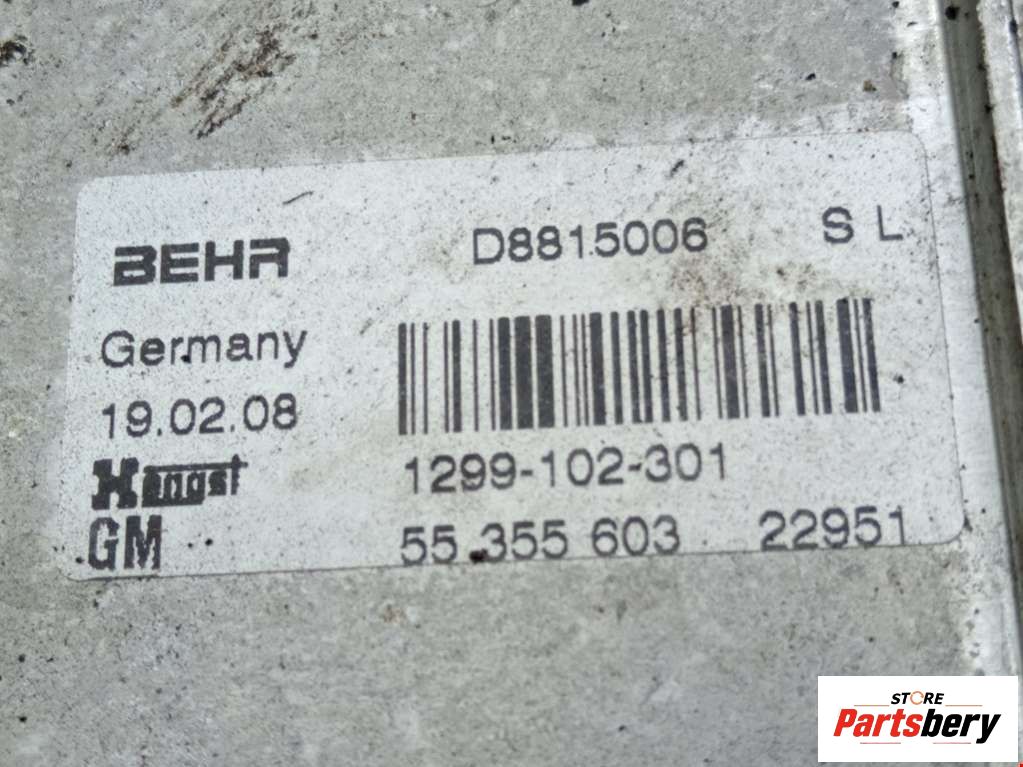 BEHR D8815006 S L
Germany
19.02.08
Hengst 1299-102-301
GM 55 355 603 22951
STORE
Partsbery